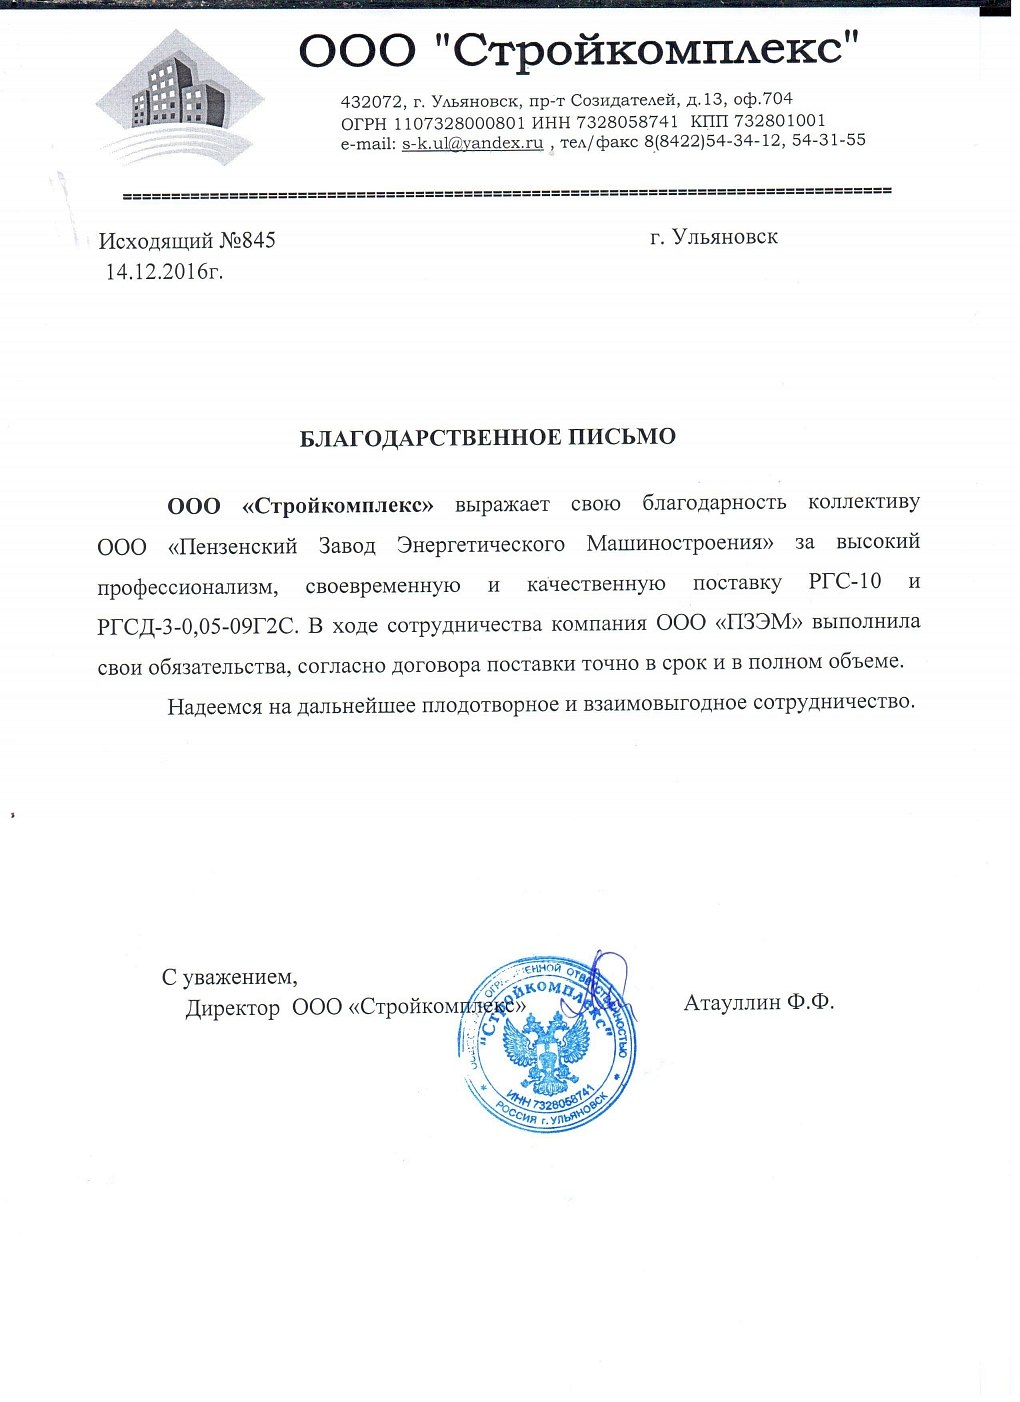 ООО "Стройкомплекс"
432072, г. Ульяновск, пр-т Созидателей, д.13, оф.704
ОГРН 1107328000801 ИНН 7328058741 КПП 732801001
e-mail: s-k.ul@yandex.ru , тел/факс 8(8422)54-34-12, 54-31-55
Исходящий №845 г. Ульяновск
14.12.2016г.
БЛАГОДАРСТВЕННОЕ ПИСЬМО
ООО «Стройкомплекс» выражает свою благодарность коллективу
ООО «Пензенский Завод Энергетического Машиностроения» за высокий
профессионализм, своевременную и качественную поставку РГС-10 и
РГСД-3-0,05-09Г2С. В ходе сотрудничества компания ООО «ПЗЭМ» выполнила
свои обязательства, согласно договора поставки точно в срок и в полном объеме.
Надеемся на дальнейшее плодотворное и взаимовыгодное сотрудничество.
С уважением,
Директор ООО «Стройкомплекс» Атауллин Ф.Ф.
ОТВЕТСТВЕННОСТЬЮ
"Стройкомплекс"
ИНН 7328058741
* РОССИЯ г. УЛЬЯНОВСК *